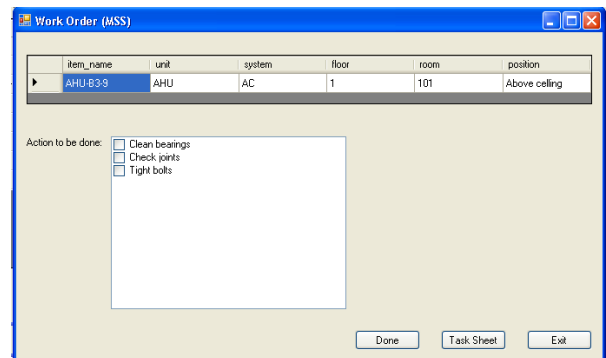 Work Order (MSS)
item_name unit system floor room position
AHU-B3-9 AHU AC 1 101 Above celling
Action to be done:
Clean bearings
Check joints
Tight bolts
Done Task Sheet Exit